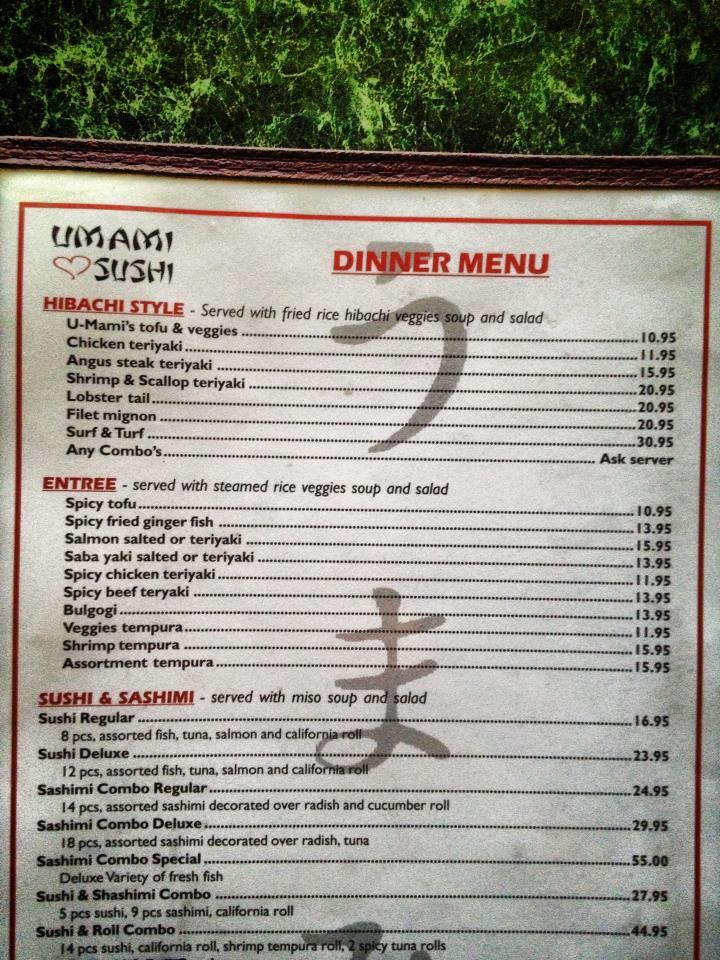 UMAMI
SUSHI
DINNER MENU
HIBACHI STYLE - Served with fried rice hibachi veggies soup and salad
U-Mami's tofu & veggies 10.95
Chicken teriyaki 11.95
Angus steak teriyaki 15.95
Shrimp & Scallop teriyaki 20.95
Lobster tail 20.95
Filet mignon 20.95
Surf & Turf 30.95
Any Combo's Ask server
ENTREE - served with steamed rice veggies soup and salad
Spicy tofu 10.95
Spicy fried ginger fish 13.95
Salmon salted or teriyaki 15.95
Saba yaki salted or teriyaki 13.95
Spicy chicken teriyaki 11.95
Spicy beef teryaki 13.95
Bulgogi 13.95
Veggies tempura 11.95
Shrimp tempura 15.95
Assortment tempura 15.95
SUSHI & SASHIMI - served with miso soup and salad
Sushi Regular 16.95
8 pcs, assorted fish, tuna, salmon and california roll
Sushi Deluxe 23.95
12 pcs, assorted fish, tuna, salmon and california roll
Sashimi Combo Regular 24.95
14 pcs, assorted sashimi decorated over radish and cucumber roll
Sashimi Combo Deluxe 29.95
18 pcs, assorted sashimi decorated over radish, tuna
Sashimi Combo Special 55.00
Deluxe Variety of fresh fish
Sushi & Shashimi Combo 27.95
5 pcs sushi, 9 pcs sashimi, california roll
Sushi & Roll Combo 44.95
14 pcs sushi, california roll, shrimp tempura roll, 2 spicy tuna rolls
う
ま